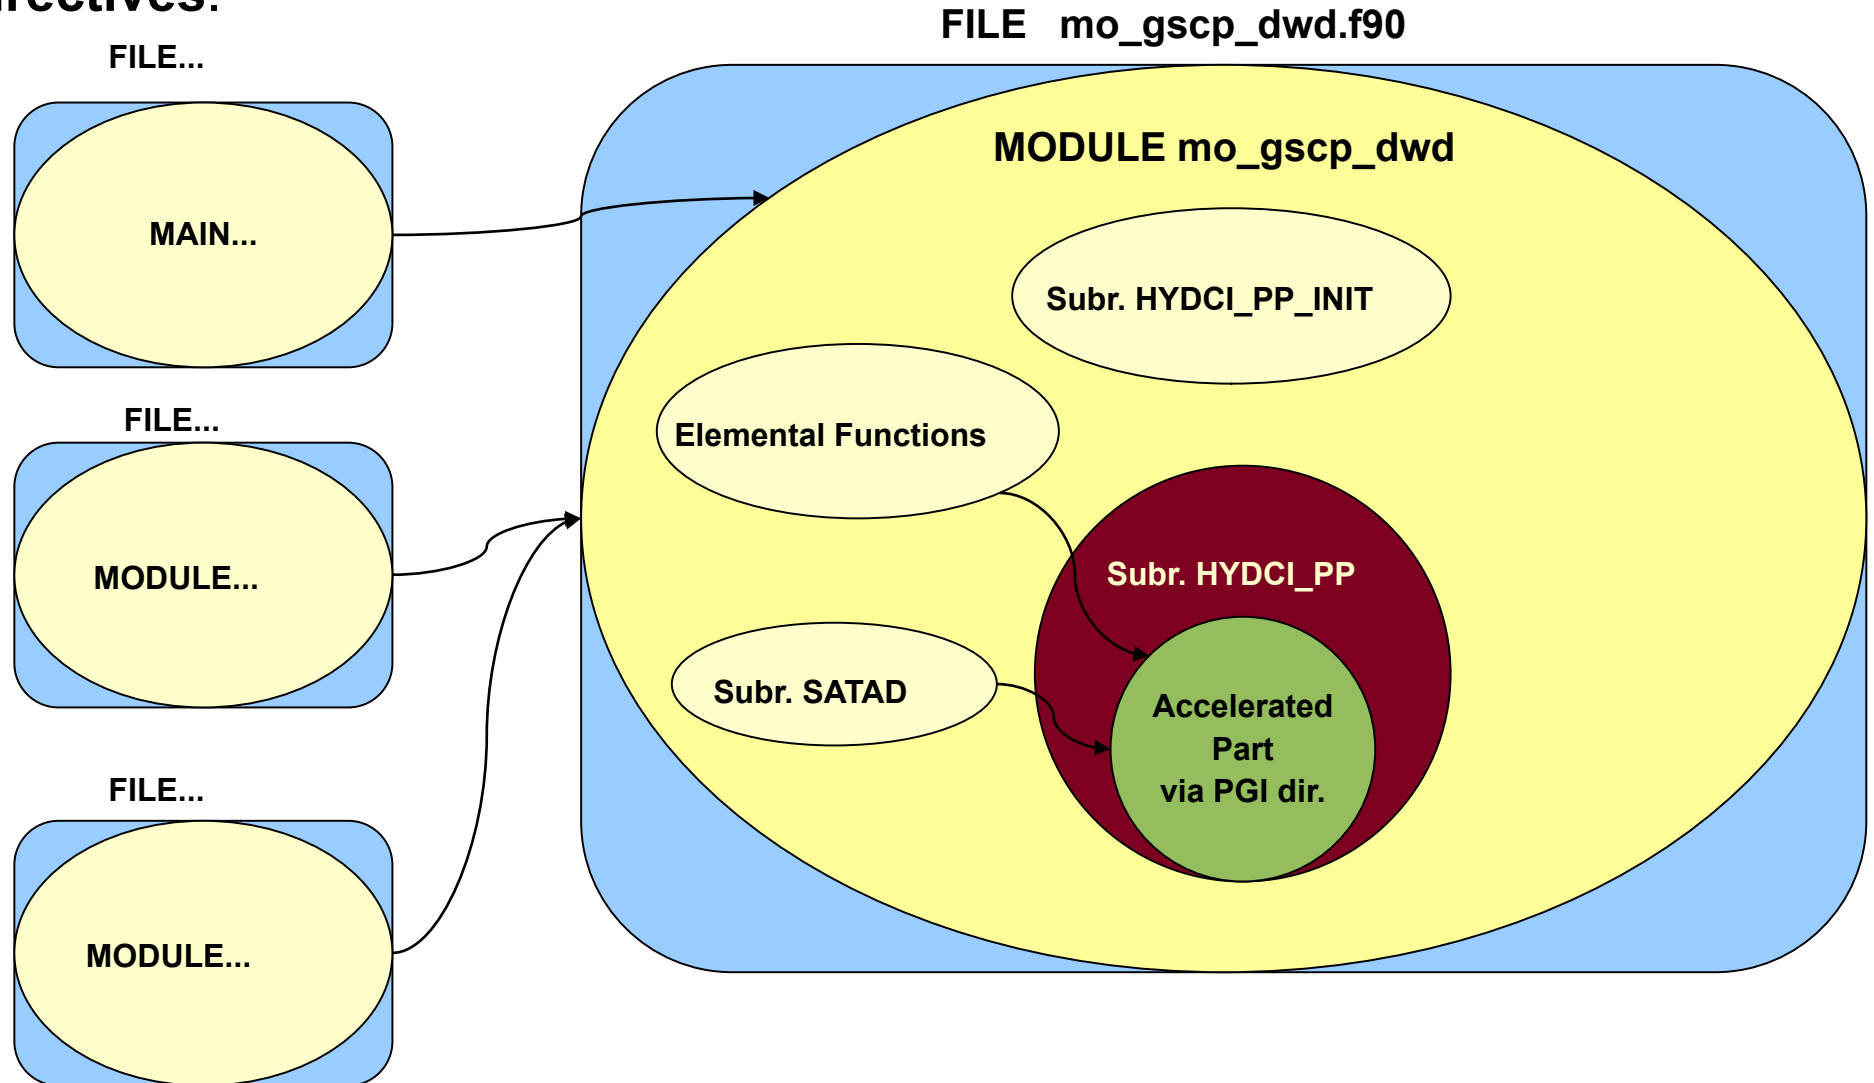 directives.
FILE mo_gscp_dwd.f90
FILE...
MAIN...
MODULE mo_gscp_dwd
Subr. HYDCI_PP_INIT
FILE...
Elemental Functions
MODULE...
Subr. HYDCI_PP
Subr. SATAD
Accelerated
Part
via PGI dir.
FILE...
MODULE...